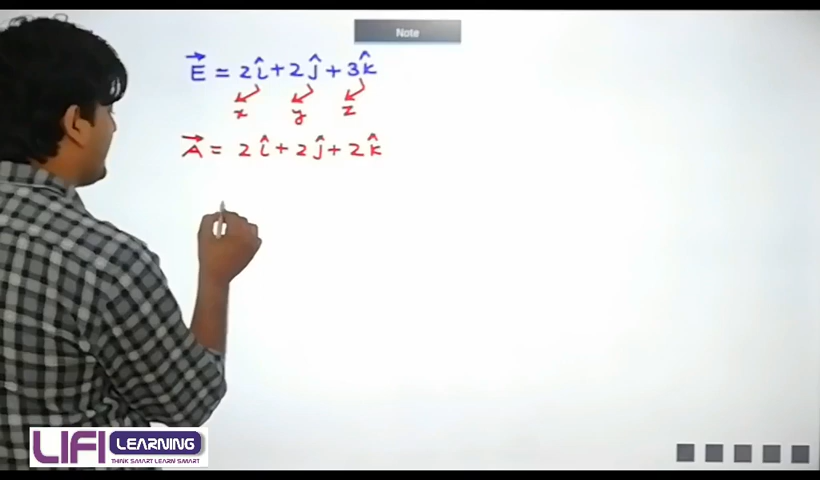 Note
E⃗ = 2î + 2ĵ + 3k̂
x y z
A⃗ = 2î + 2ĵ + 2k̂
LIFI LEARNING
THINK SMART LEARN SMART